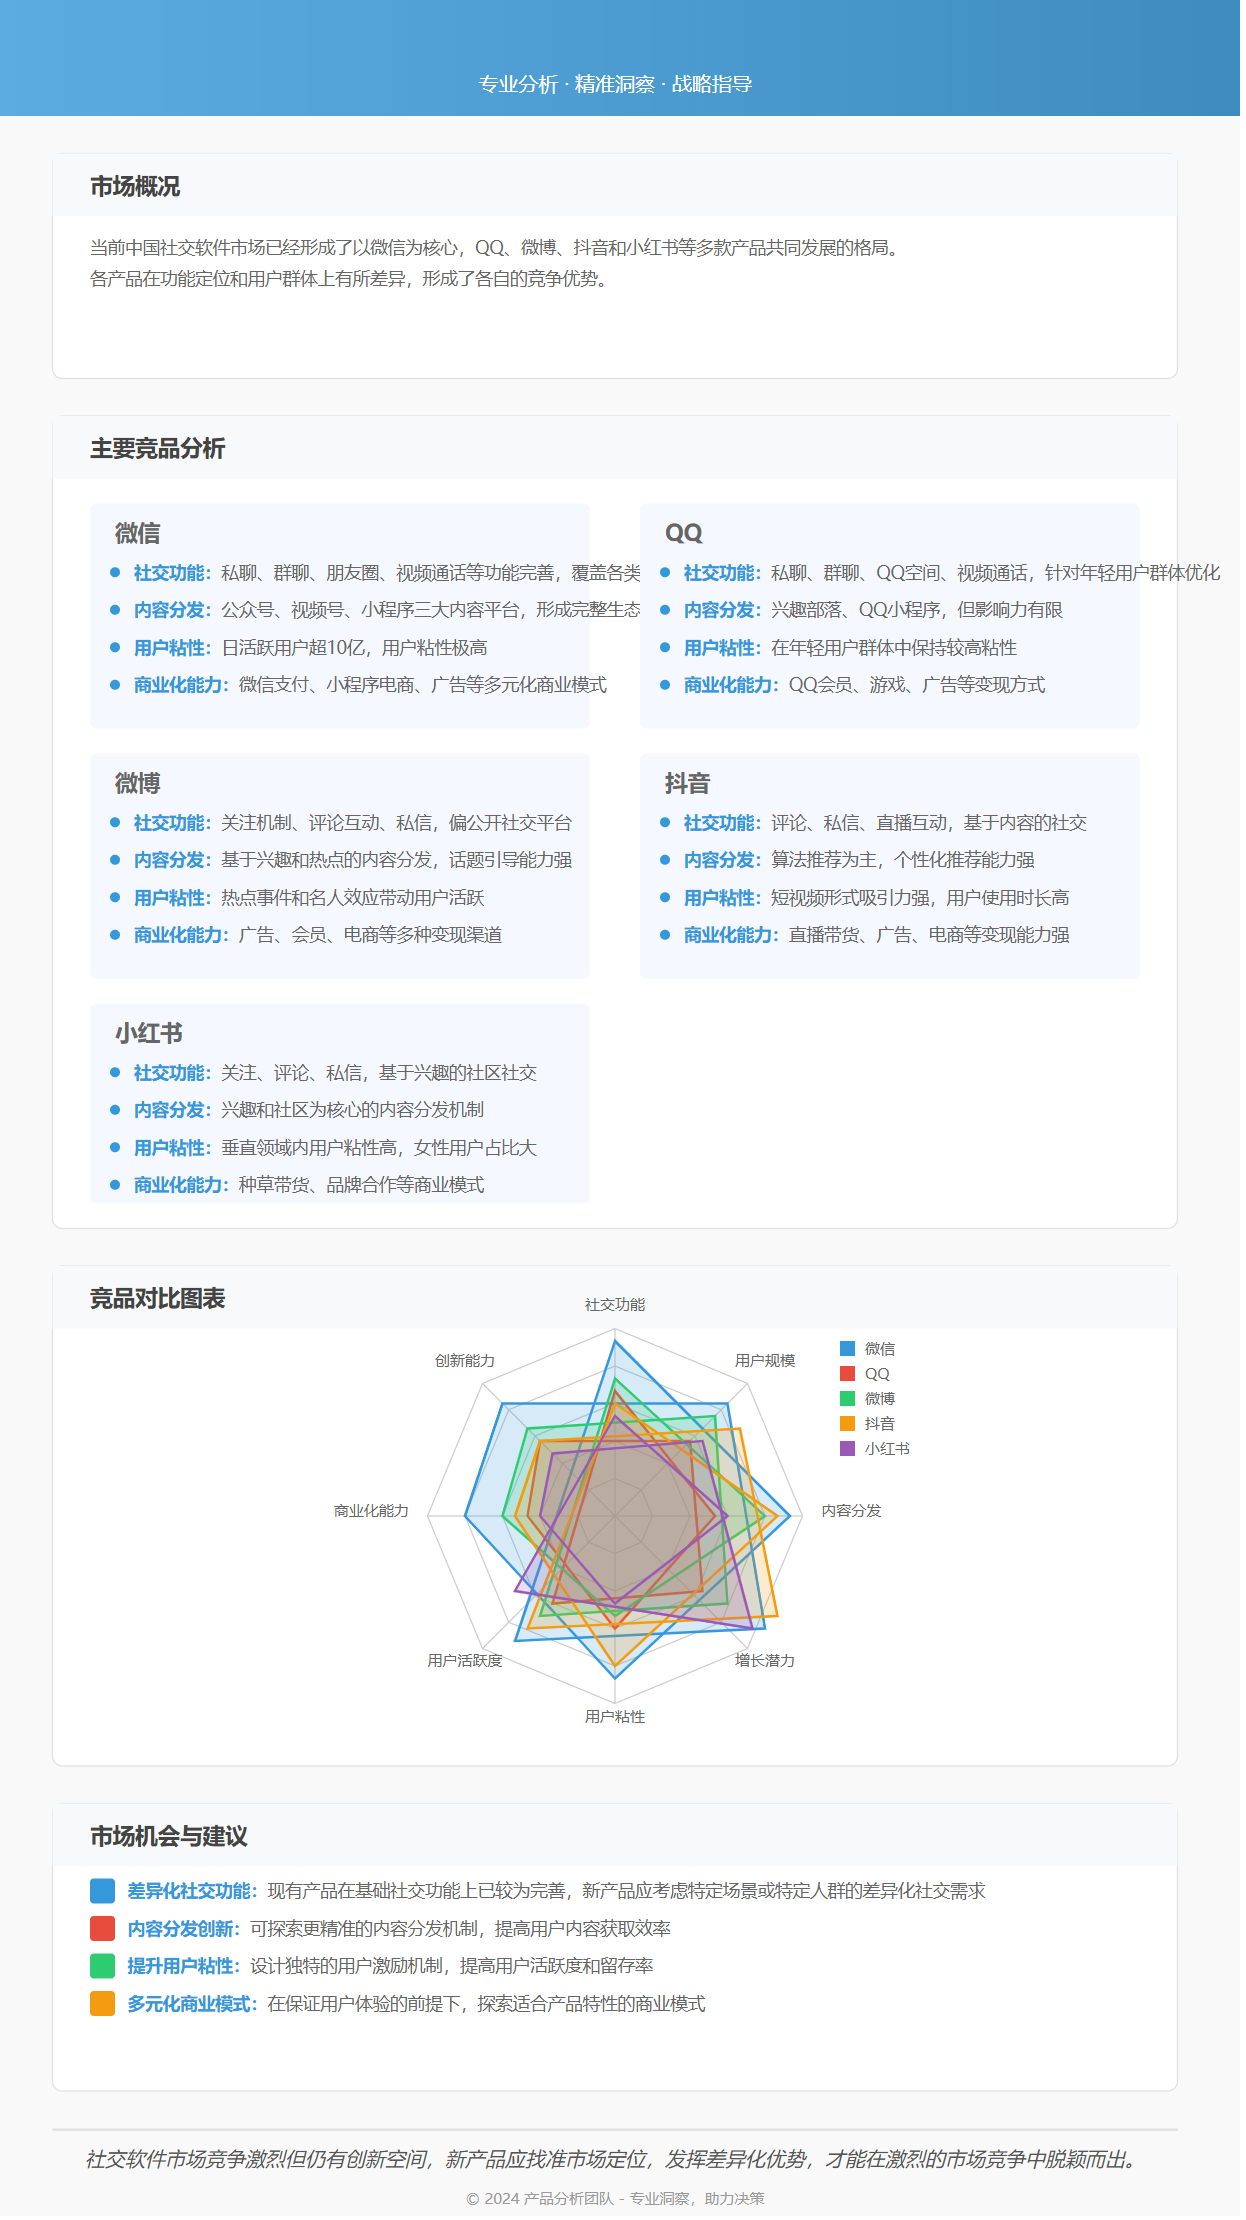 专业分析 · 精准洞察 · 战略指导
市场概况
当前中国社交软件市场已经形成了以微信为核心，QQ、微博、抖音和小红书等多款产品共同发展的格局。
各产品在功能定位和用户群体上有所差异，形成了各自的竞争优势。
主要竞品分析
微信
社交功能：私聊、群聊、朋友圈、视频通话等功能完善，覆盖各类
内容分发：公众号、视频号、小程序三大内容平台，形成完整生态
用户粘性：日活跃用户超10亿，用户粘性极高
商业化能力：微信支付、小程序电商、广告等多元化商业模式
QQ
社交功能：私聊、群聊、QQ空间、视频通话，针对年轻用户群体优化
内容分发：兴趣部落、QQ小程序，但影响力有限
用户粘性：在年轻用户群体中保持较高粘性
商业化能力：QQ会员、游戏、广告等变现方式
微博
社交功能：关注机制、评论互动、私信，偏公开社交平台
内容分发：基于兴趣和热点的内容分发，话题引导能力强
用户粘性：热点事件和名人效应带动用户活跃
商业化能力：广告、会员、电商等多种变现渠道
抖音
社交功能：评论、私信、直播互动，基于内容的社交
内容分发：算法推荐为主，个性化推荐能力强
用户粘性：短视频形式吸引力强，用户使用时长高
商业化能力：直播带货、广告、电商等变现能力强
小红书
社交功能：关注、评论、私信，基于兴趣的社区社交
内容分发：兴趣和社区为核心的内容分发机制
用户粘性：垂直领域内用户粘性高，女性用户占比大
商业化能力：种草带货、品牌合作等商业模式
竞品对比图表
社交功能
用户规模
内容分发
增长潜力
用户粘性
用户活跃度
商业化能力
创新能力
微信
QQ
微博
抖音
小红书
市场机会与建议
差异化社交功能：现有产品在基础社交功能上已较为完善，新产品应考虑特定场景或特定人群的差异化社交需求
内容分发创新：可探索更精准的内容分发机制，提高用户内容获取效率
提升用户粘性：设计独特的用户激励机制，提高用户活跃度和留存率
多元化商业模式：在保证用户体验的前提下，探索适合产品特性的商业模式
社交软件市场竞争激烈但仍有创新空间，新产品应找准市场定位，发挥差异化优势，才能在激烈的市场竞争中脱颖而出。
© 2024 产品分析团队 - 专业洞察，助力决策